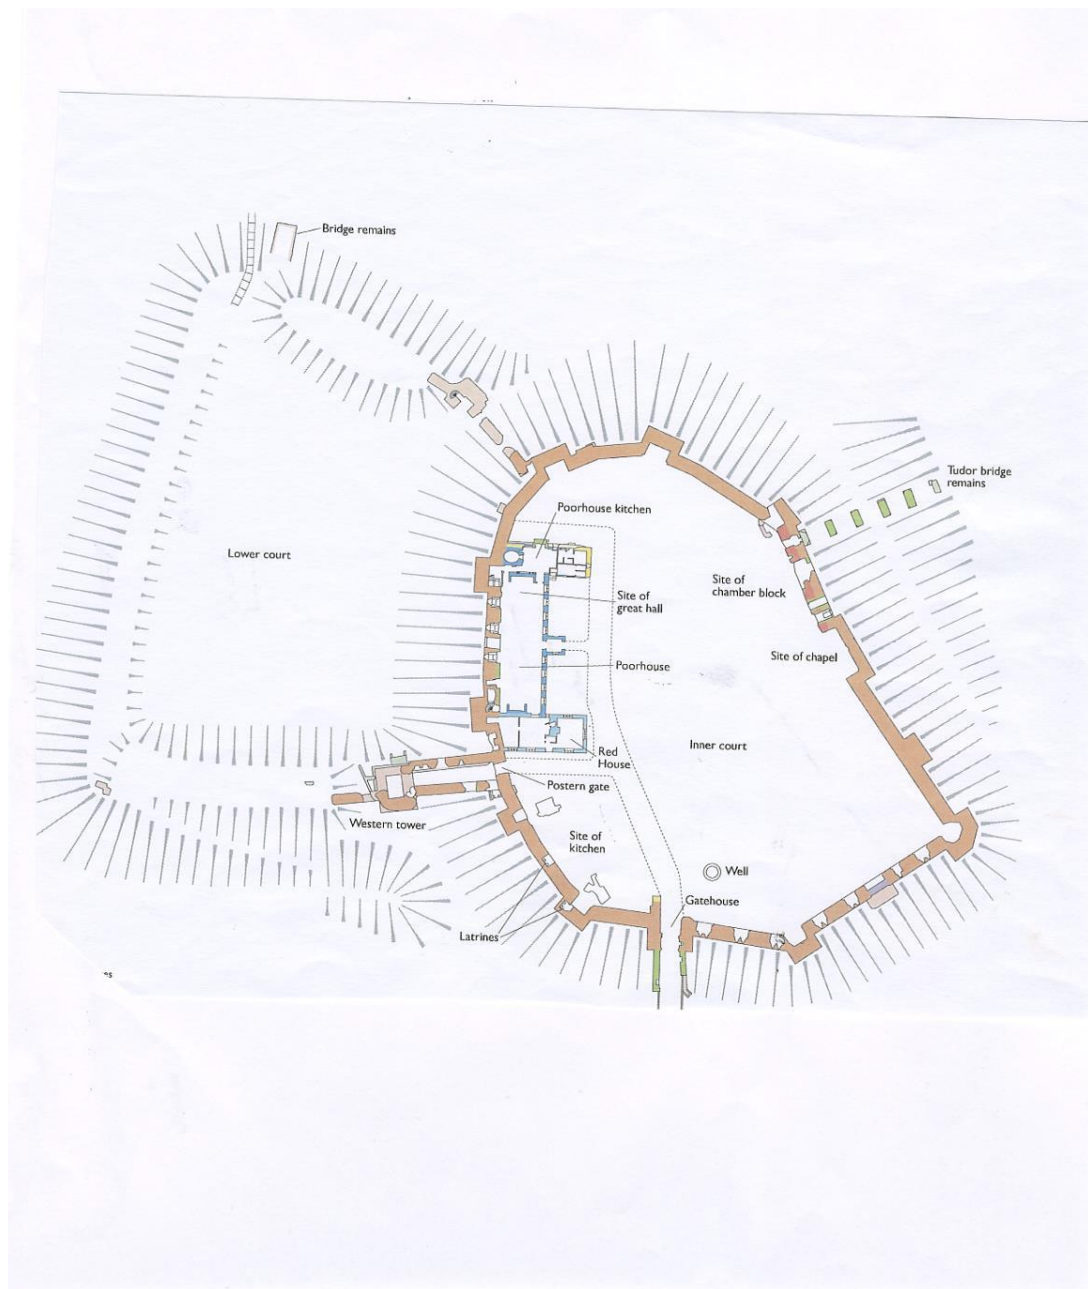 Bridge remains
Tudor bridge
remains
Poorhouse kitchen
Lower court
Site of
chamber block
Site of
great hall
Site of chapel
Poorhouse
Inner court
Red
House
Postern gate
Western tower
Site of
kitchen
Well
Gatehouse
Latrines
es